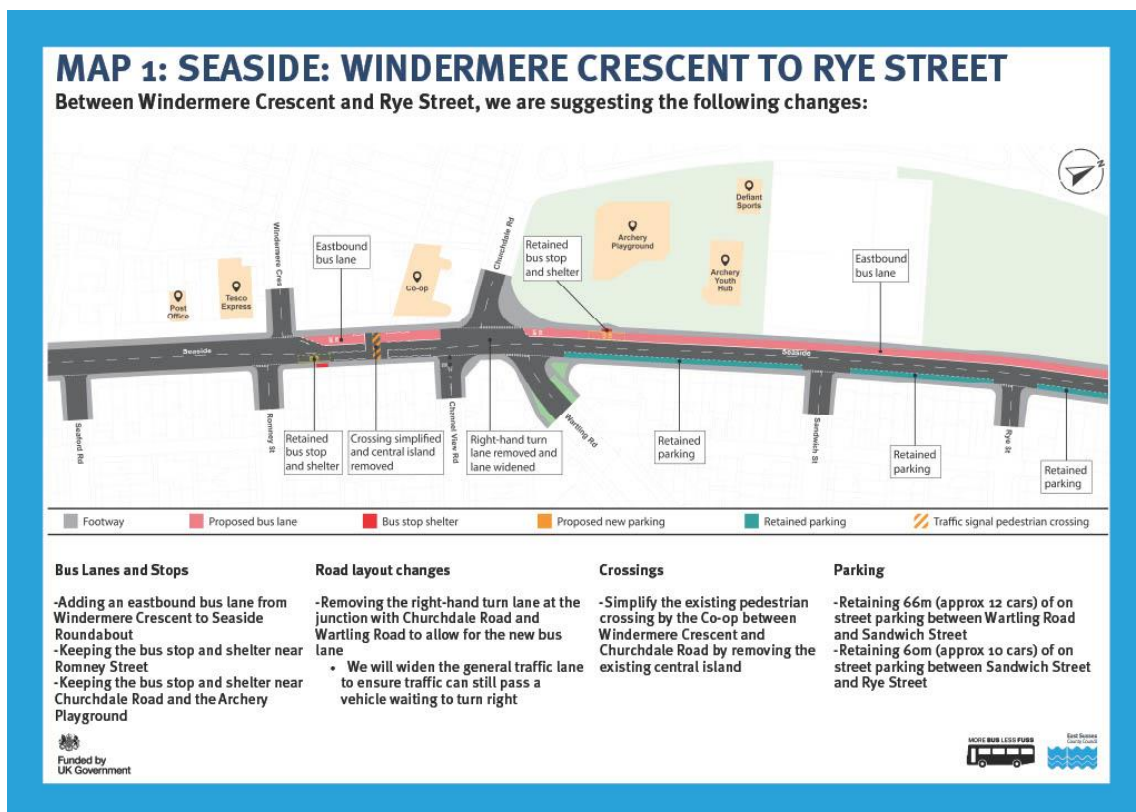 MAP 1: SEASIDE: WINDERMERE CRESCENT TO RYE STREET
Between Windermere Crescent and Rye Street, we are suggesting the following changes:
N
Defiant
Sports
Churchdale Rd
Windermere Cres
Eastbound
bus lane
Retained
bus stop
and shelter
Archery
Playground
Eastbound
bus lane
Co-op
Archery
Youth
Hub
Tesco
Express
Post
Office
Seaside
Seaside
Seaford Rd
Romney St
Channel View Rd
Wartling Rd
Sandwich St
Rye St
Retained
bus stop
and shelter
Crossing simplified
and central island
removed
Right-hand turn
lane removed and
lane widened
Retained
parking
Retained
parking
Retained
parking
Footway
Proposed bus lane
Bus stop shelter
Proposed new parking
Retained parking
Traffic signal pedestrian crossing
Bus Lanes and Stops
-Adding an eastbound bus lane from
Windermere Crescent to Seaside
Roundabout
-Keeping the bus stop and shelter near
Romney Street
-Keeping the bus stop and shelter near
Churchdale Road and the Archery
Playground
Road layout changes
-Removing the right-hand turn lane at the
junction with Churchdale Road and
Wartling Road to allow for the new bus
lane
• We will widen the general traffic lane
to ensure traffic can still pass a
vehicle waiting to turn right
Crossings
-Simplify the existing pedestrian
crossing by the Co-op between
Windermere Crescent and
Churchdale Road by removing the
existing central island
Parking
-Retaining 66m (approx 12 cars) of on
street parking between Wartling Road
and Sandwich Street
-Retaining 60m (approx 10 cars) of on
street parking between Sandwich Street
and Rye Street
Funded by
UK Government
MORE BUS LESS FUSS
East Sussex
County Council